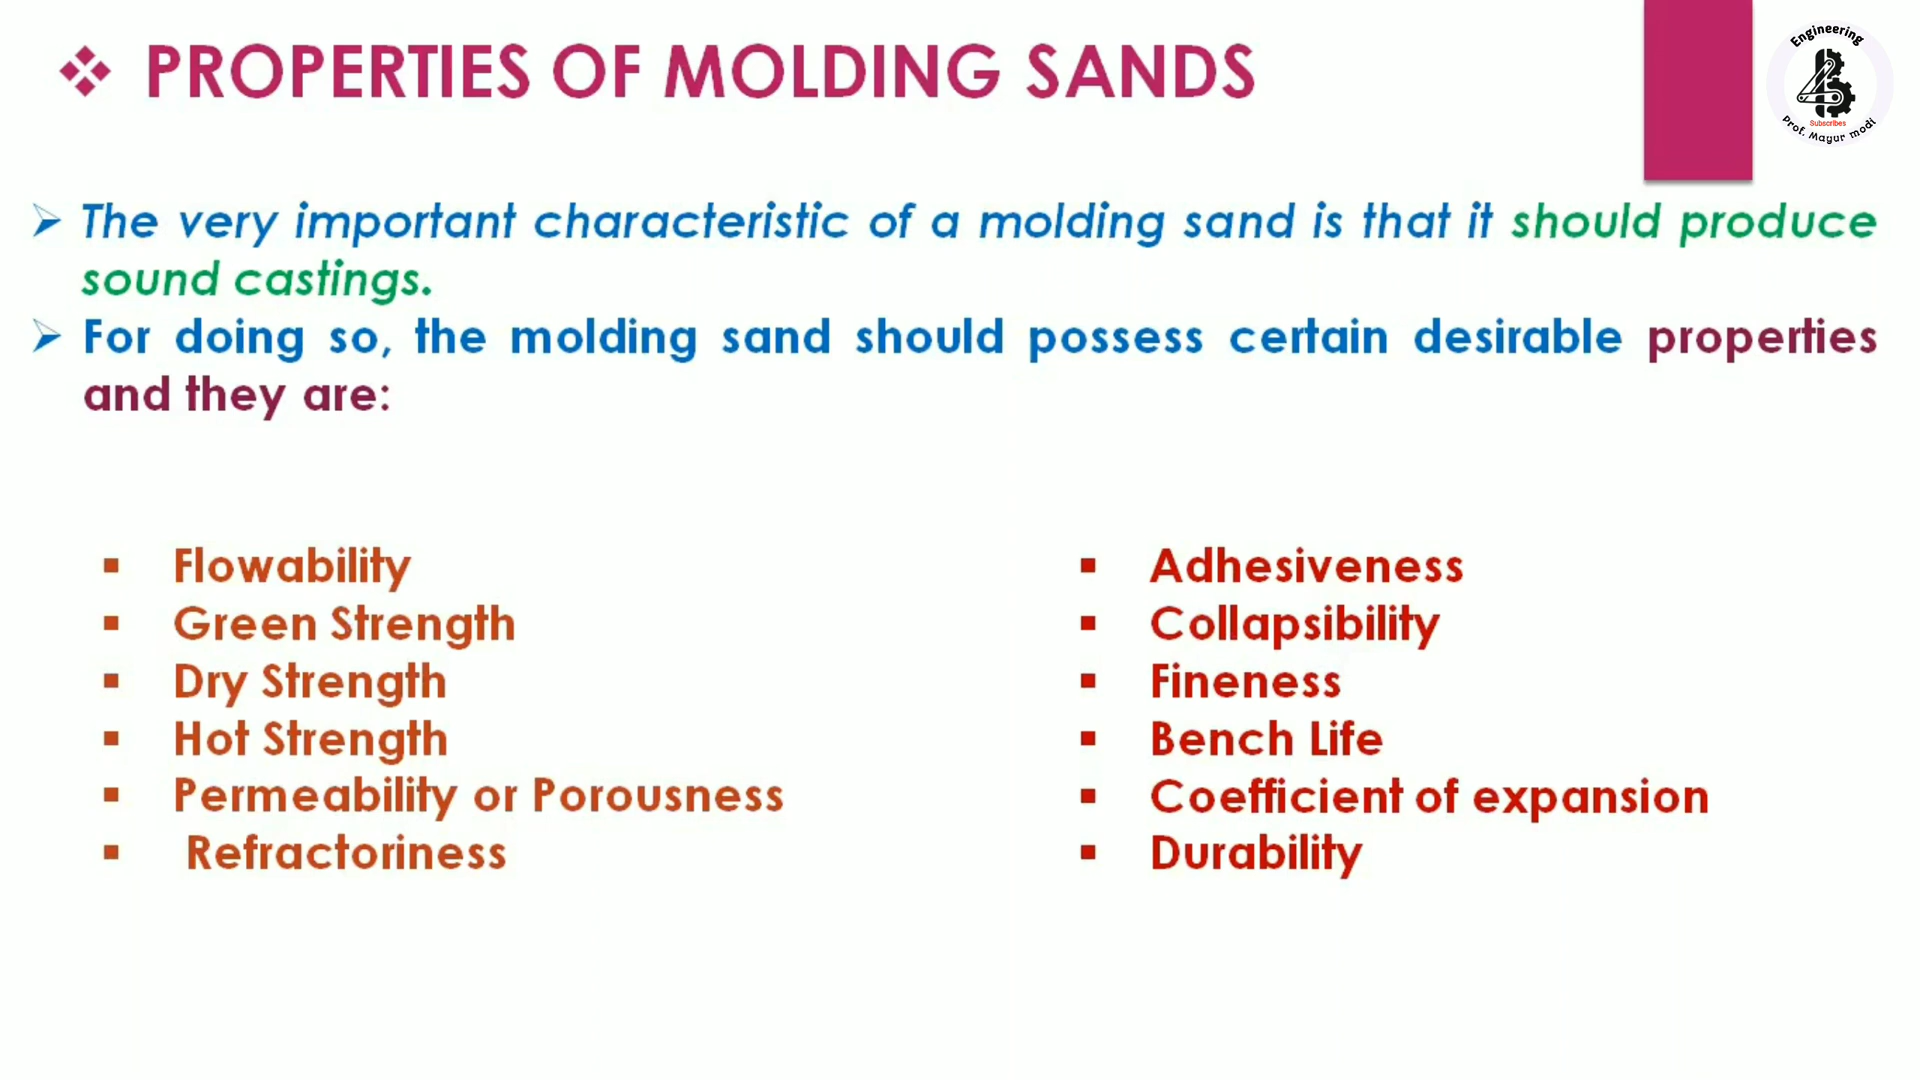 ❖ PROPERTIES OF MOLDING SANDS
Engineering
Subscribes
Prof. Mayur modi
➢ The very important characteristic of a molding sand is that it should produce
sound castings.
➢ For doing so, the molding sand should possess certain desirable properties
and they are:
▪ Flowability
▪ Green Strength
▪ Dry Strength
▪ Hot Strength
▪ Permeability or Porousness
▪ Refractoriness
▪ Adhesiveness
▪ Collapsibility
▪ Fineness
▪ Bench Life
▪ Coefficient of expansion
▪ Durability